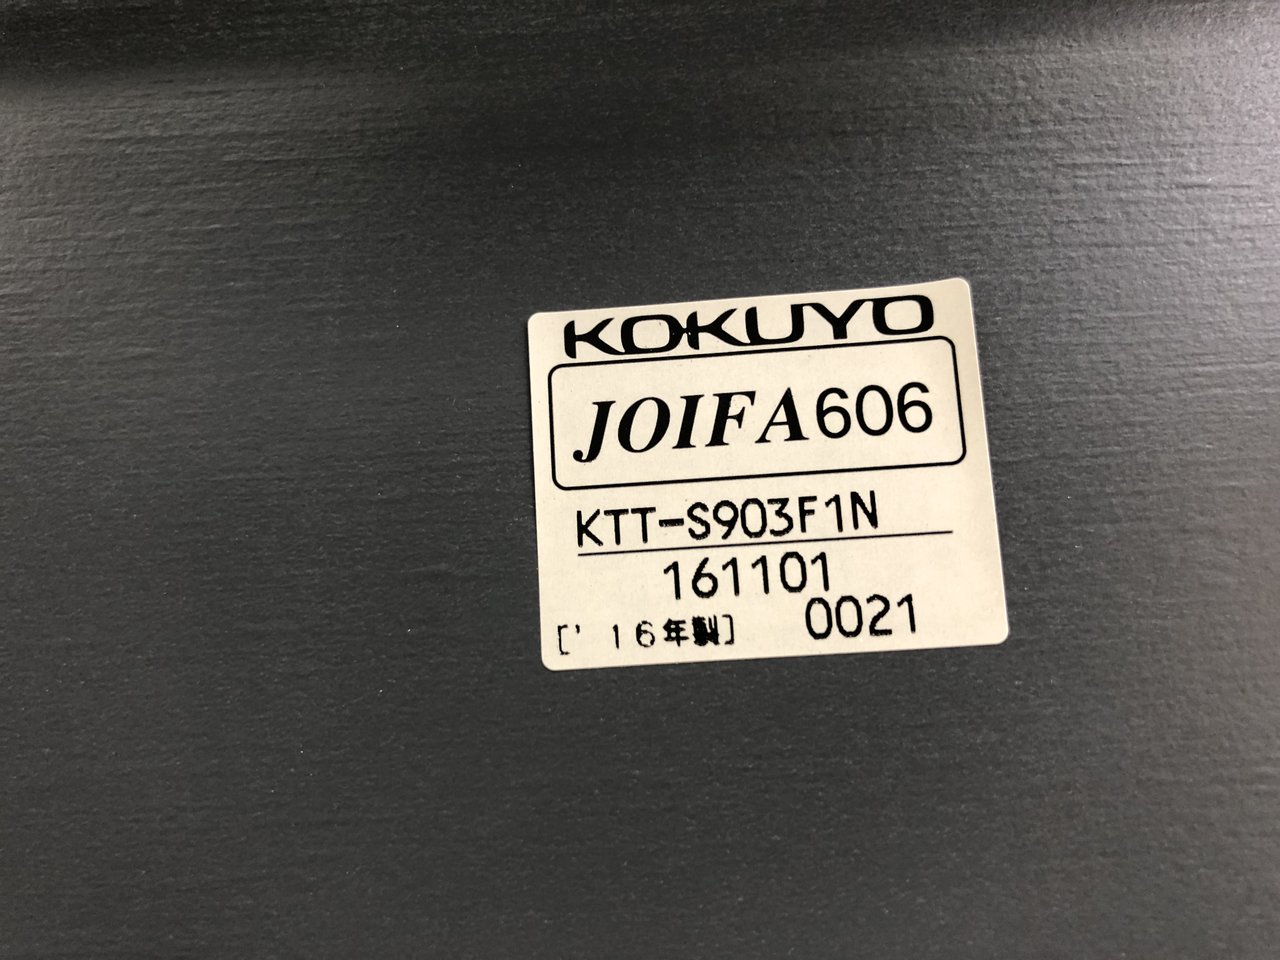 KOKUYO
JOIFA606
KTT-S903F1N
161101
0021
['16年製]